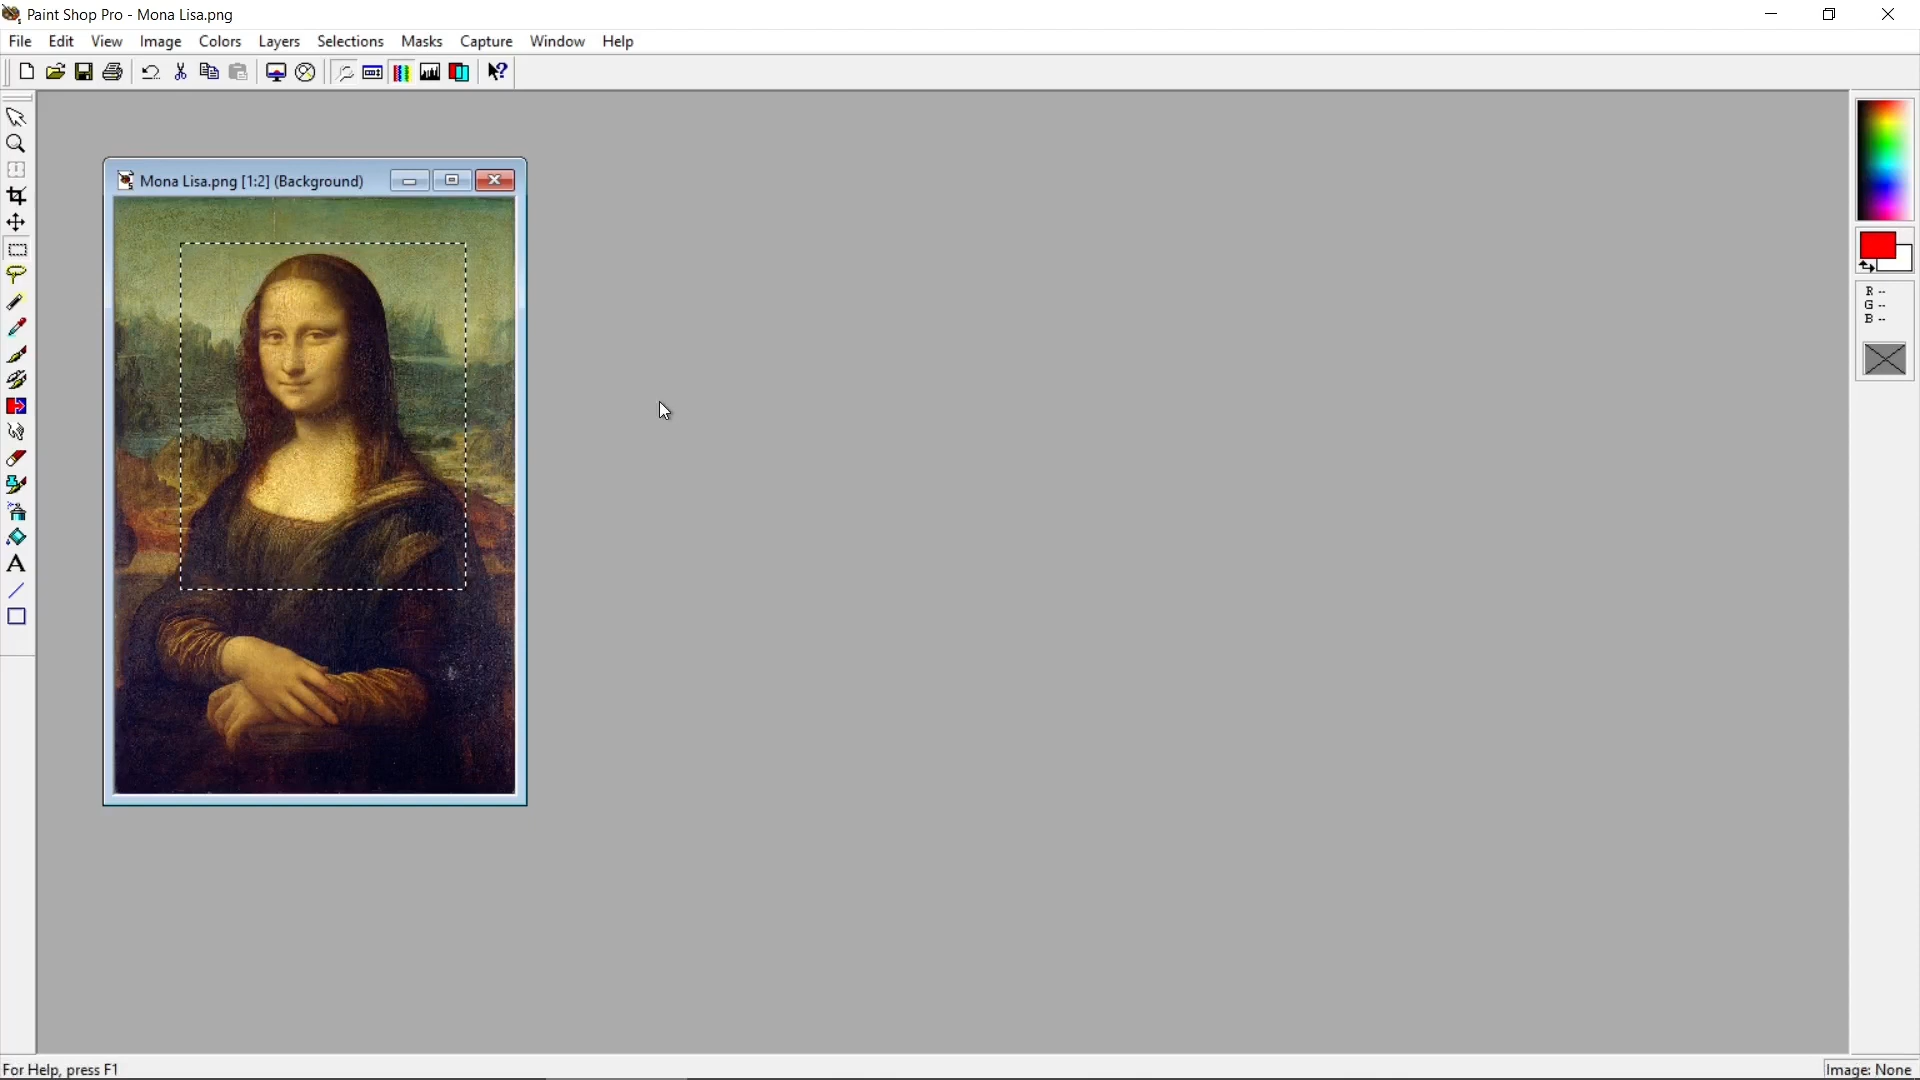 Paint Shop Pro - Mona Lisa.png
File Edit View Image Colors Layers Selections Masks Capture Window Help
Mona Lisa.png [1:2] (Background)
R --
G --
B --
For Help, press F1
Image: None